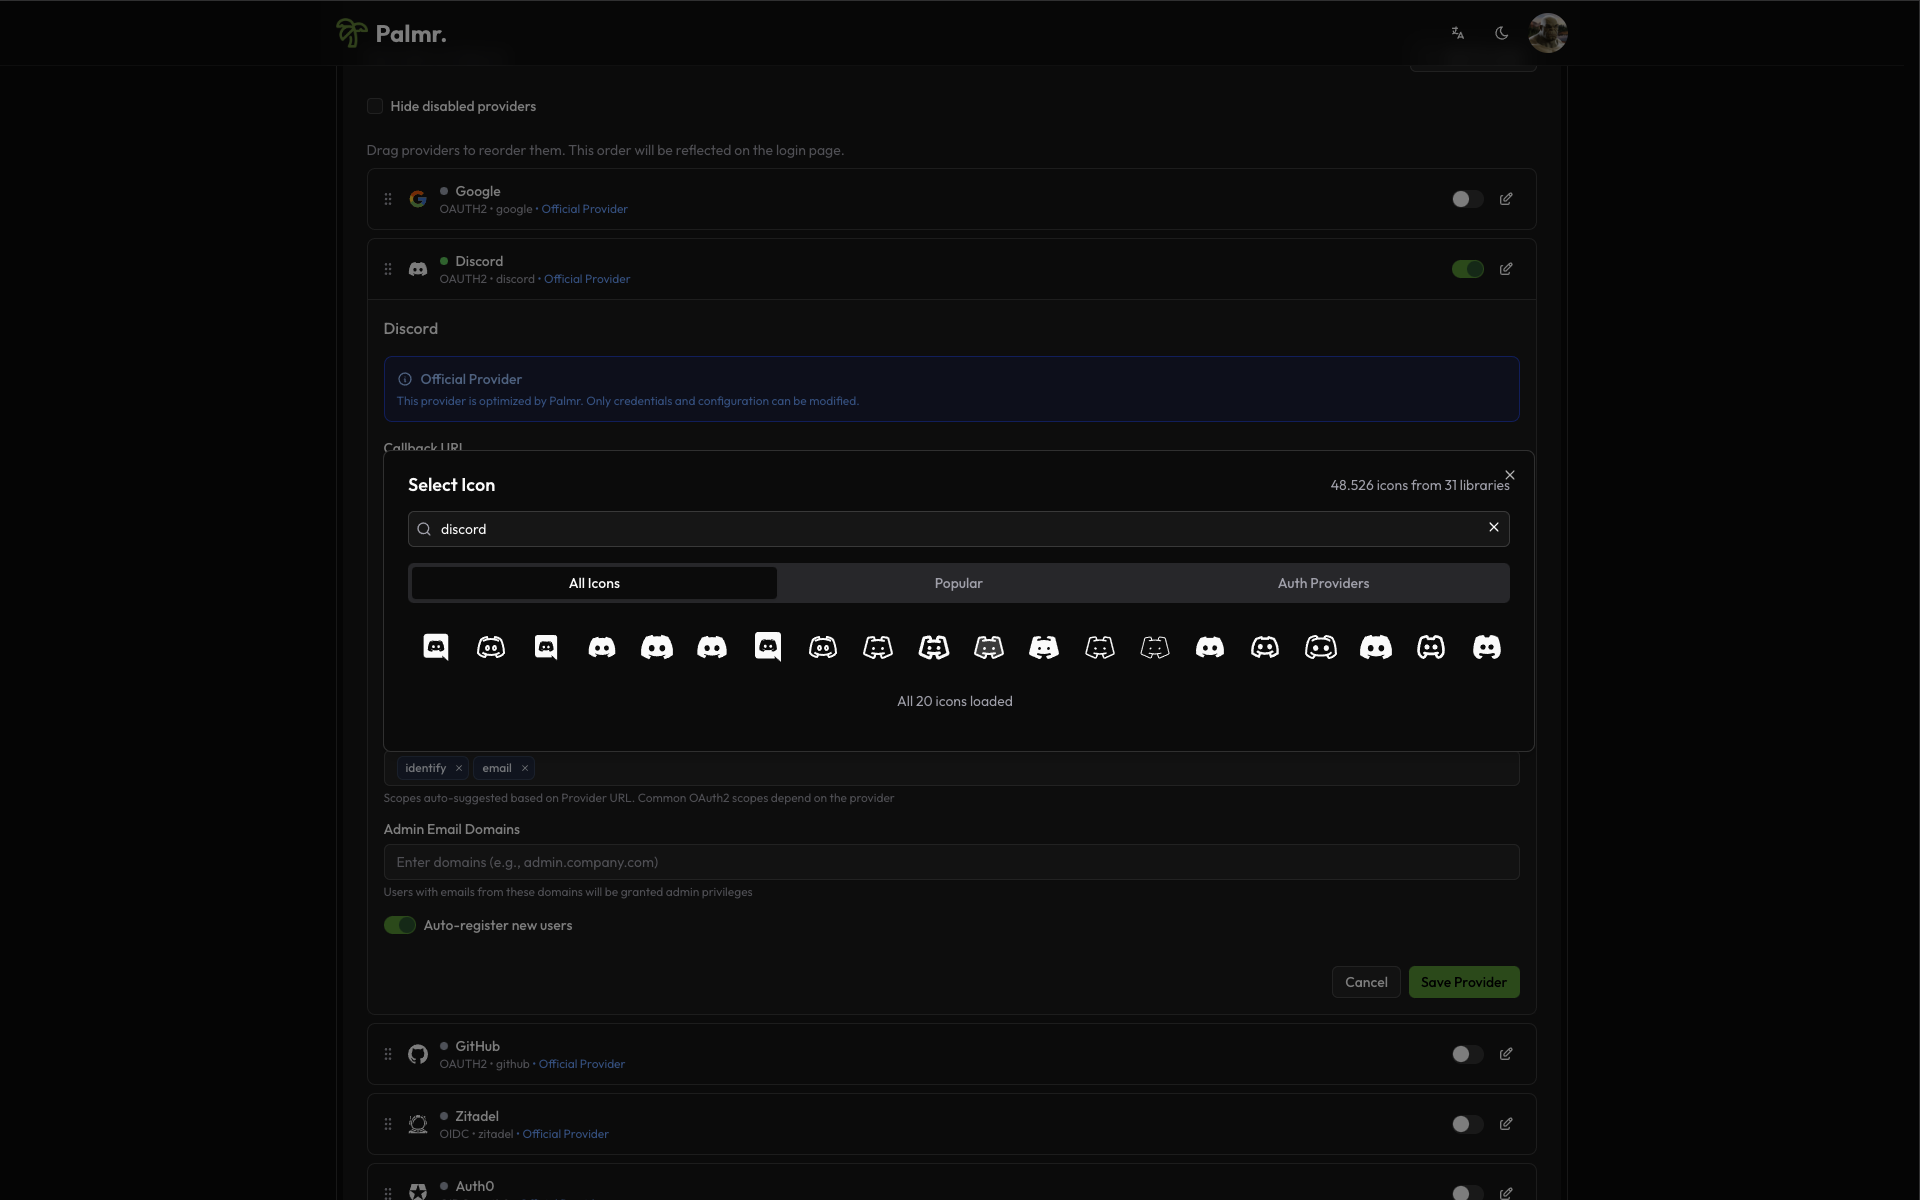 Palmr.
Hide disabled providers
Drag providers to reorder them. This order will be reflected on the login page.
Google
OAUTH2 • google • Official Provider
Discord
OAUTH2 • discord • Official Provider
Discord
Official Provider
This provider is optimized by Palmr. Only credentials and configuration can be modified.
Callback URL
Select Icon
48.526 icons from 31 libraries
discord
All Icons
Popular
Auth Providers
All 20 icons loaded
identify
email
Scopes auto-suggested based on Provider URL. Common OAuth2 scopes depend on the provider
Admin Email Domains
Enter domains (e.g., admin.company.com)
Users with emails from these domains will be granted admin privileges
Auto-register new users
Cancel
Save Provider
GitHub
OAUTH2 • github • Official Provider
Zitadel
OIDC • zitadel • Official Provider
Auth0